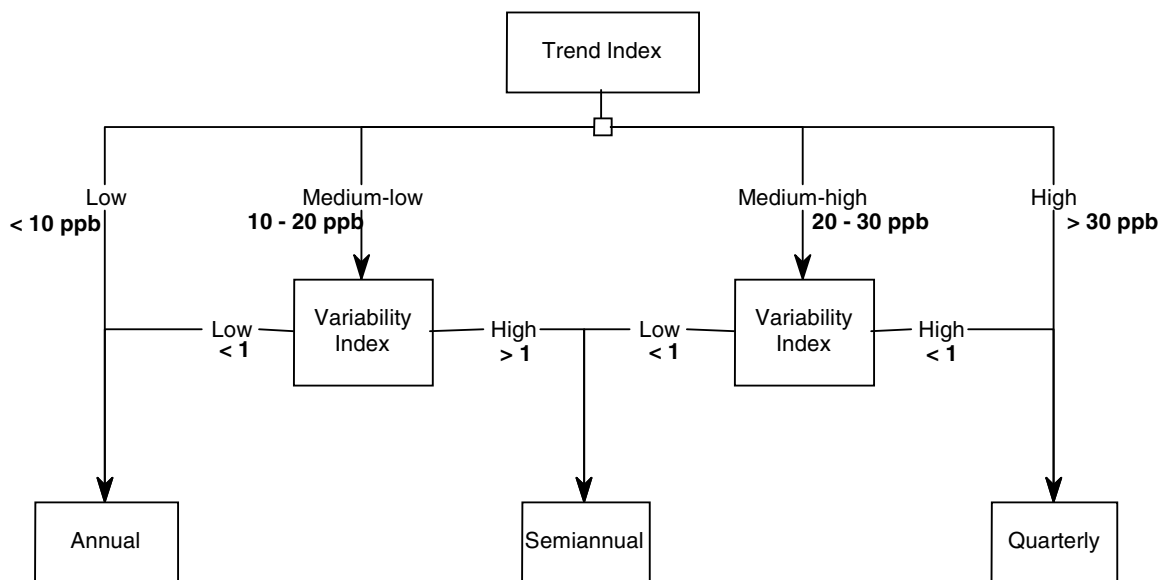 Trend Index
Low
< 10 ppb
Medium-low
10 - 20 ppb
Medium-high
20 - 30 ppb
High
> 30 ppb
Low
< 1
Variability
Index
High
> 1
Low
< 1
Variability
Index
High
< 1
Annual
Semiannual
Quarterly